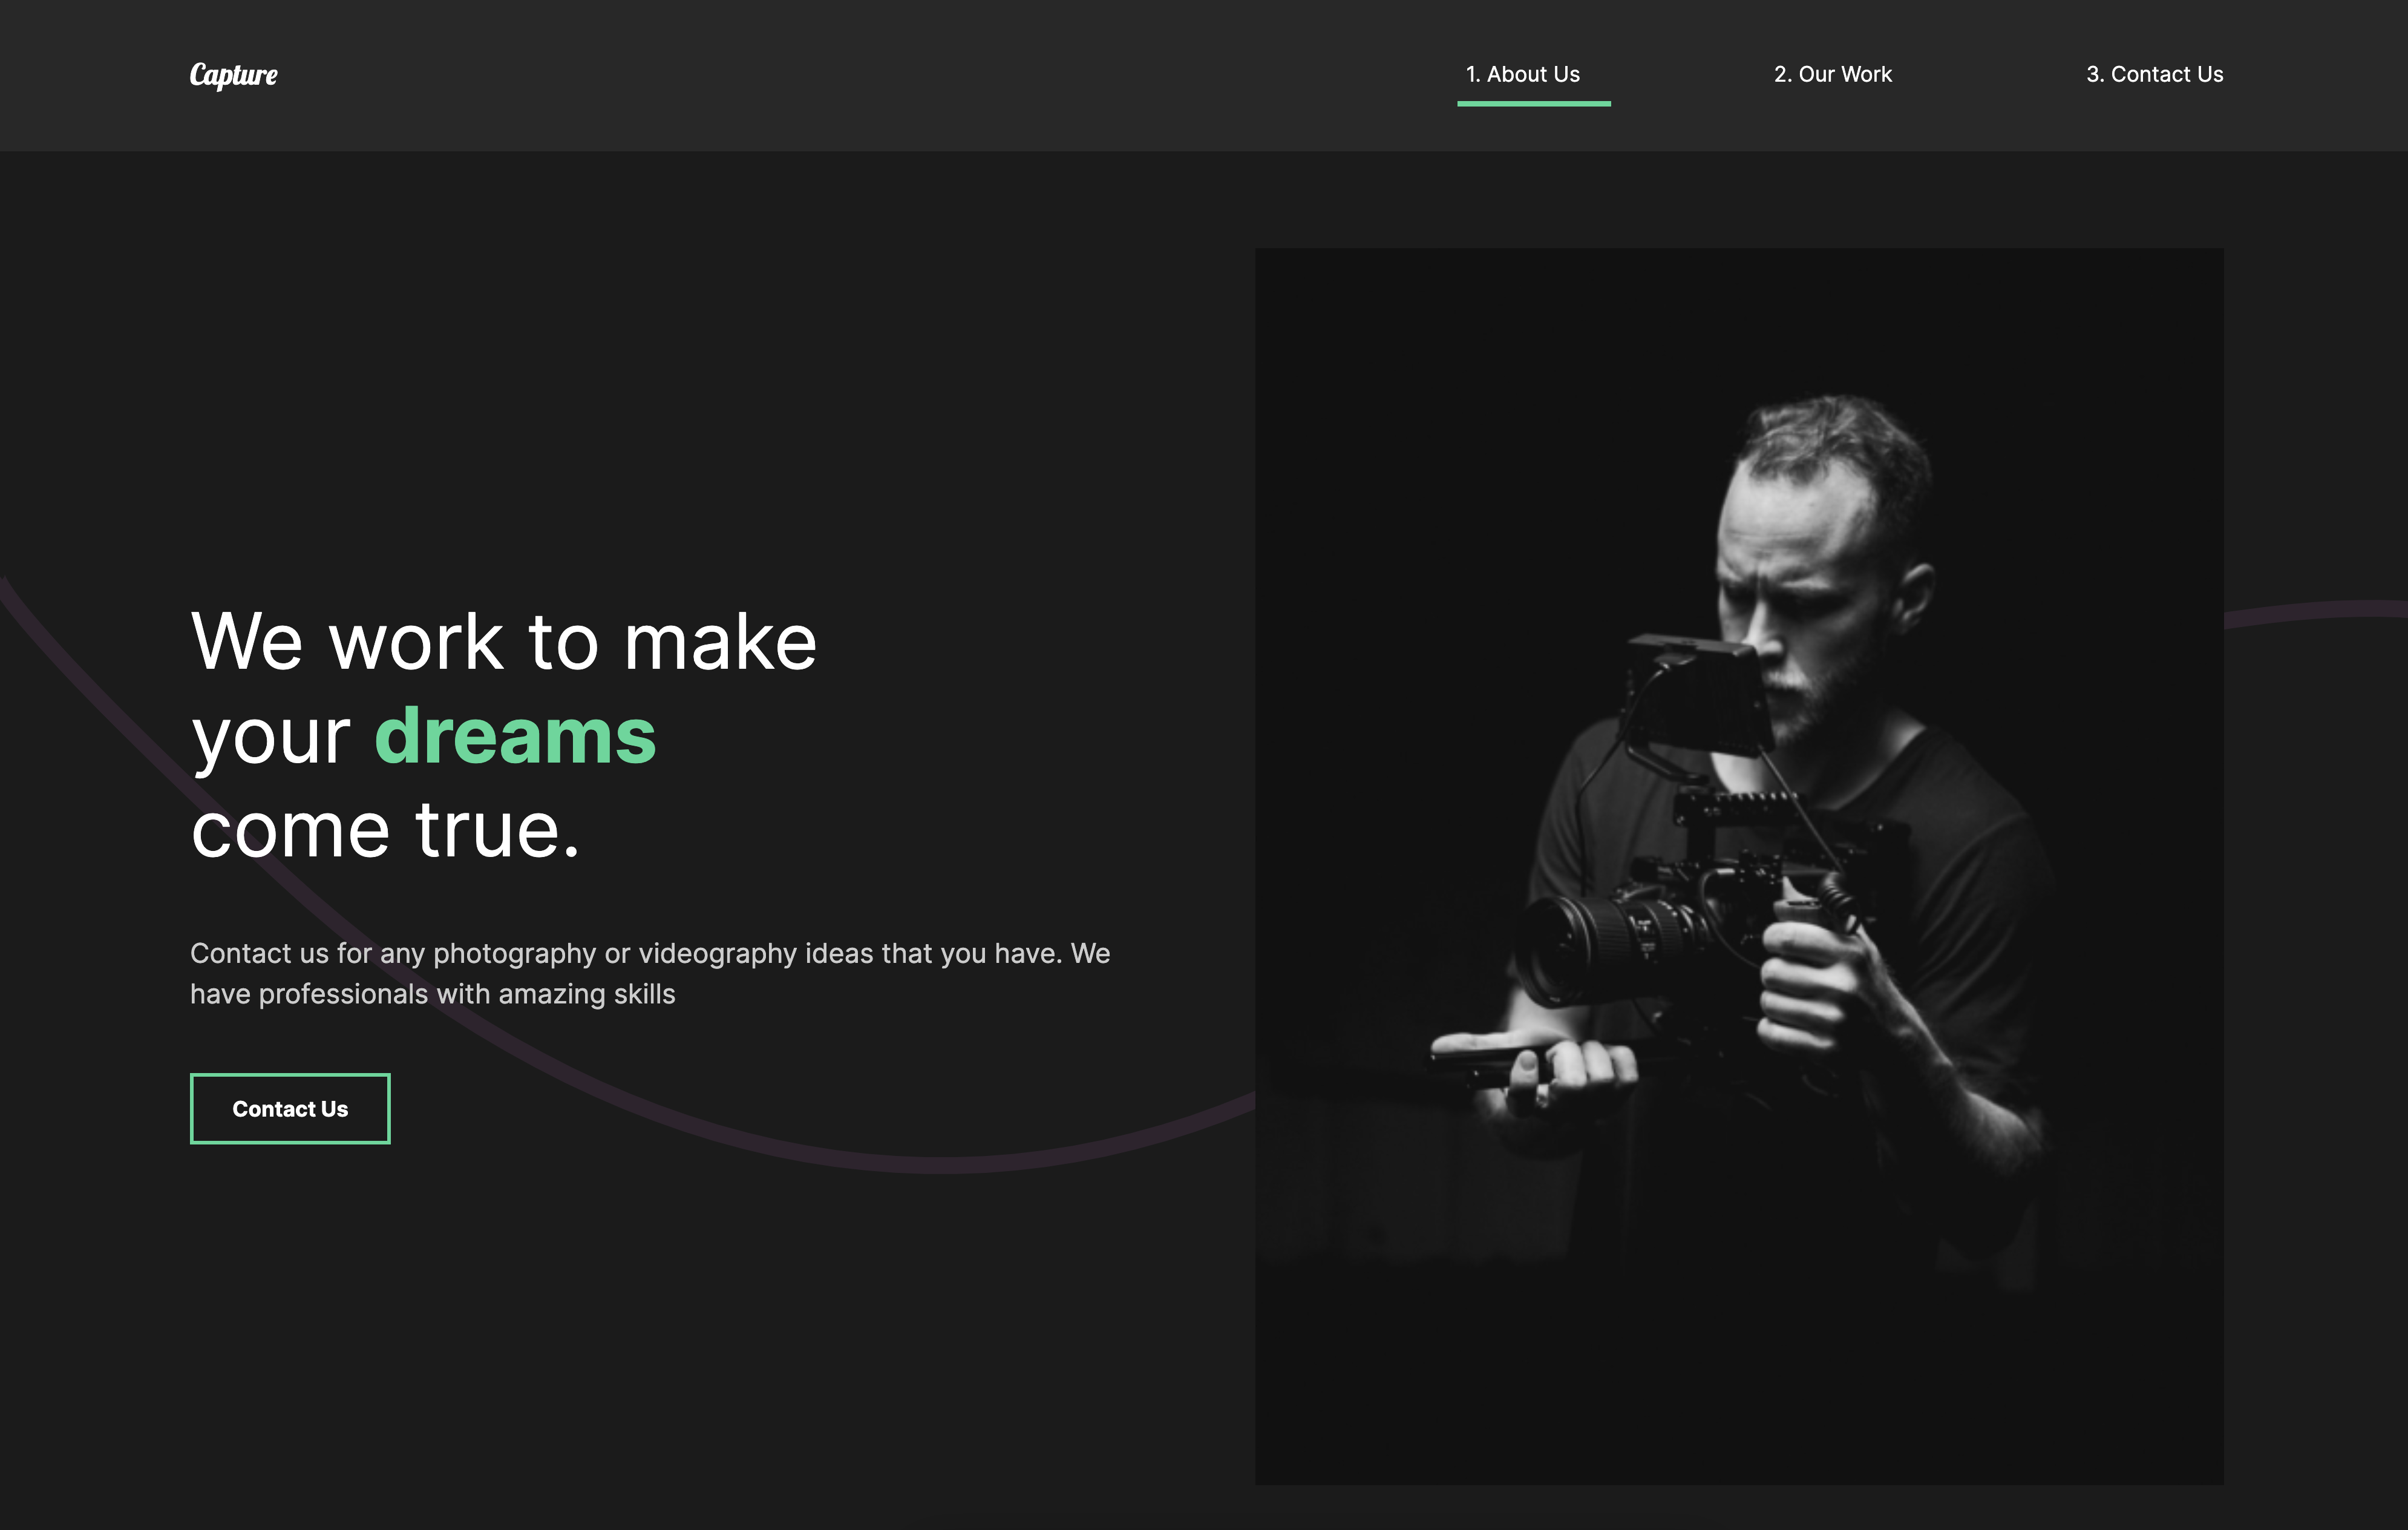 Capture
1. About Us
2. Our Work
3. Contact Us
We work to make
your dreams
come true.
Contact us for any photography or videography ideas that you have. We
have professionals with amazing skills
Contact Us